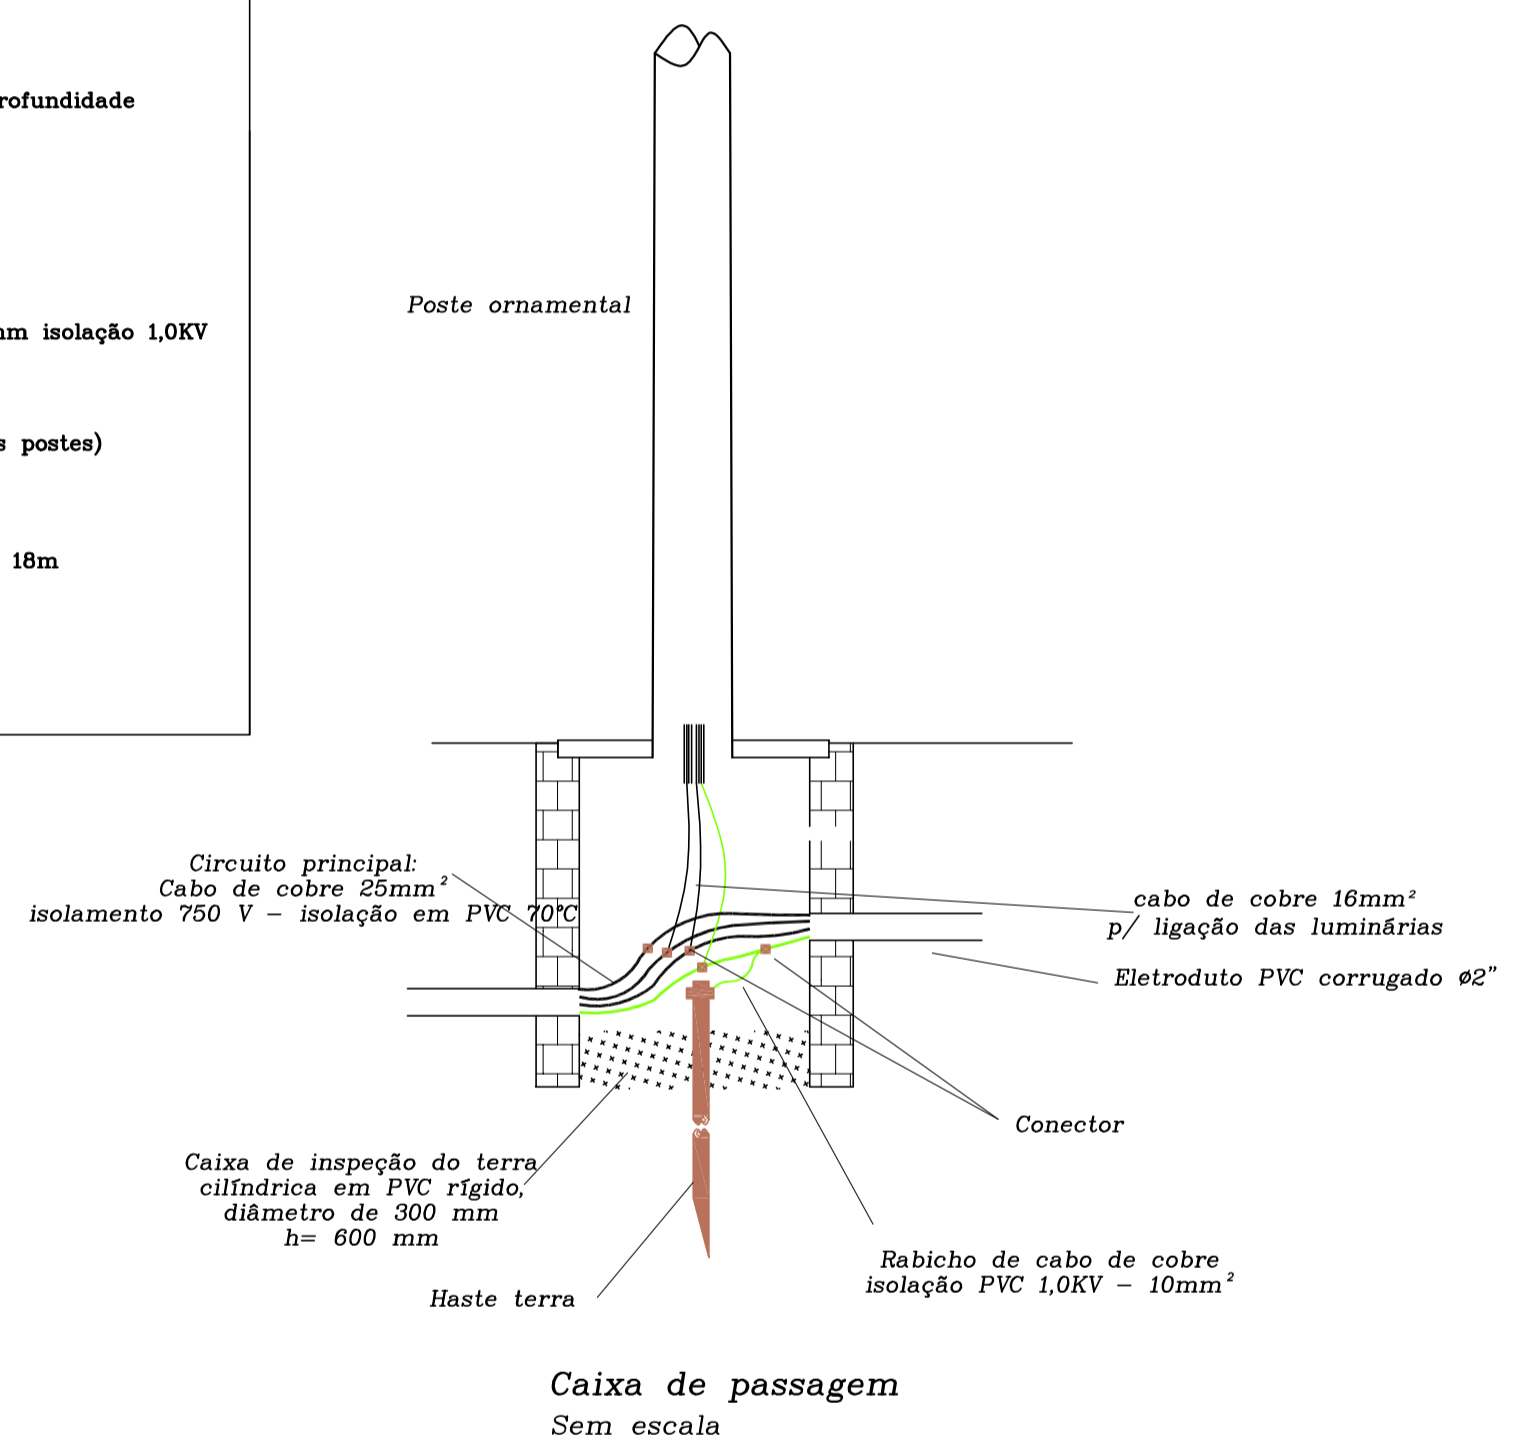 rofundidade
m isolação 1,0KV
s postes)
18m
Poste ornamental
Circuito principal:
Cabo de cobre 25mm²
isolamento 750 V – isolação em PVC 70°C
cabo de cobre 16mm²
p/ ligação das luminárias
Eletroduto PVC corrugado ø2"
Conector
Caixa de inspeção do terra
cilíndrica em PVC rígido,
diâmetro de 300 mm
h= 600 mm
Haste terra
Rabicho de cabo de cobre
isolação PVC 1,0KV – 10mm²
Caixa de passagem
Sem escala